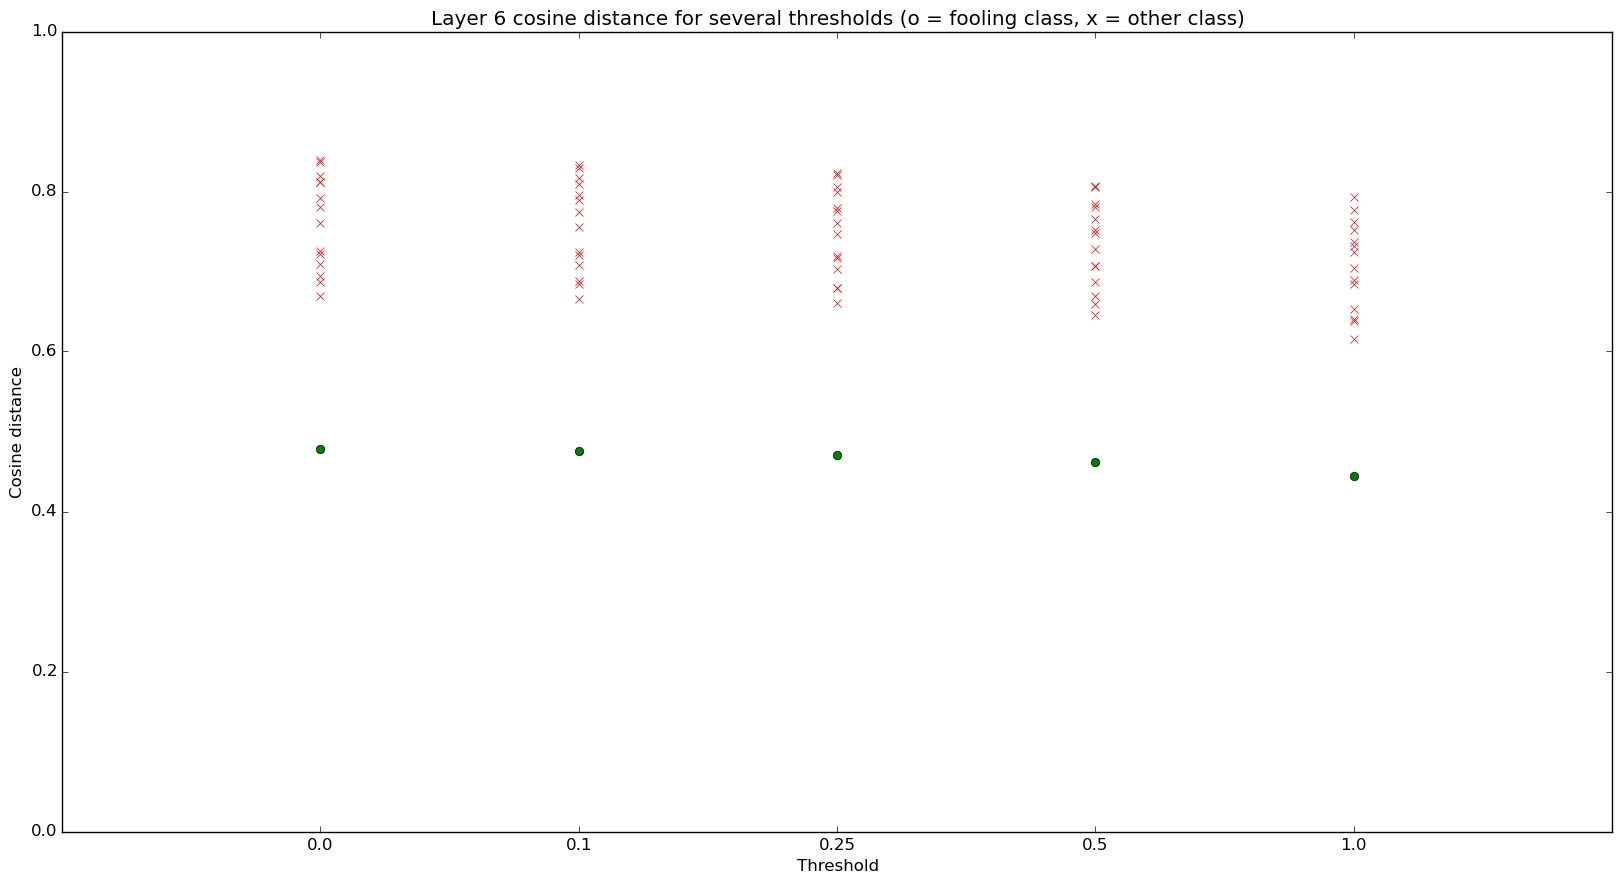 Layer 6 cosine distance for several thresholds (o = fooling class, x = other class)
1.0
0.8
0.6
0.4
0.2
0.0
Cosine distance
0.0 0.1 0.25 0.5 1.0
Threshold